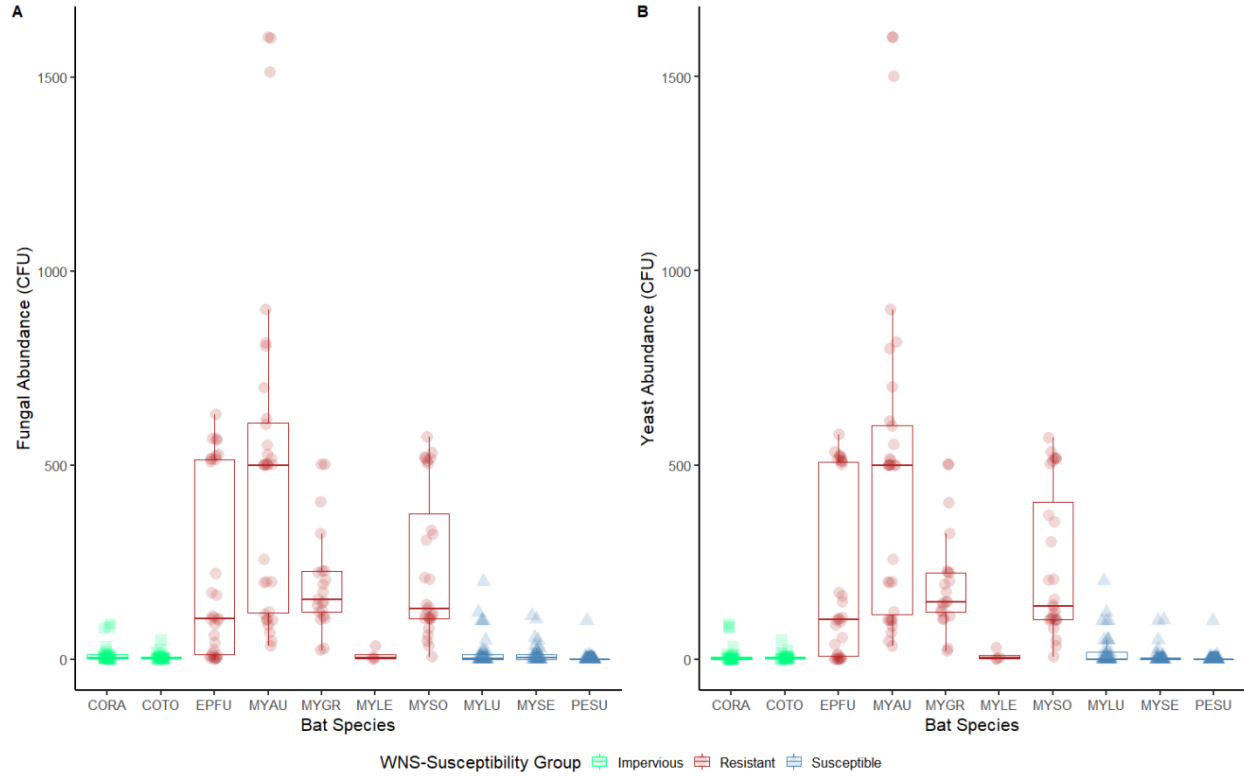 A
B
Fungal Abundance (CFU)
1500
1000
500
0
CORA COTO EPFU MYAU MYGR MYLE MYSO MYLU MYSE PESU
Bat Species
Yeast Abundance (CFU)
1500
1000
500
0
CORA COTO EPFU MYAU MYGR MYLE MYSO MYLU MYSE PESU
Bat Species
WNS-Susceptibility Group Impervious Resistant Susceptible